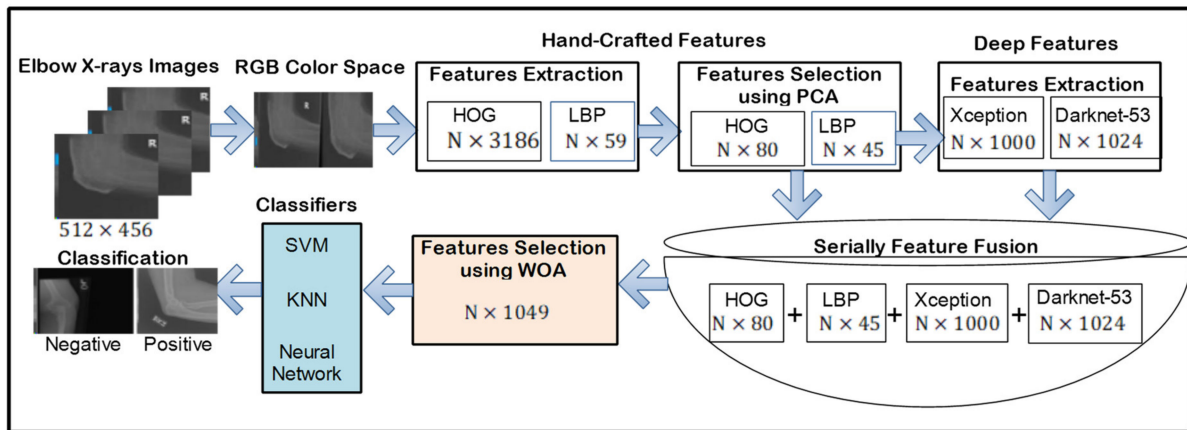 Hand-Crafted Features
Deep Features
Elbow X-rays Images
RGB Color Space
Features Extraction
HOG
N × 3186
LBP
N × 59
Features Selection
using PCA
HOG
N × 80
LBP
N × 45
Features Extraction
Xception
N × 1000
Darknet-53
N × 1024
R
R
R
512 × 456
Serially Feature Fusion
HOG
N × 80
+
LBP
N × 45
+
Xception
N × 1000
+
Darknet-53
N × 1024
Features Selection
using WOA
N × 1049
Classifiers
SVM
KNN
Neural
Network
Classification
Negative
Positive